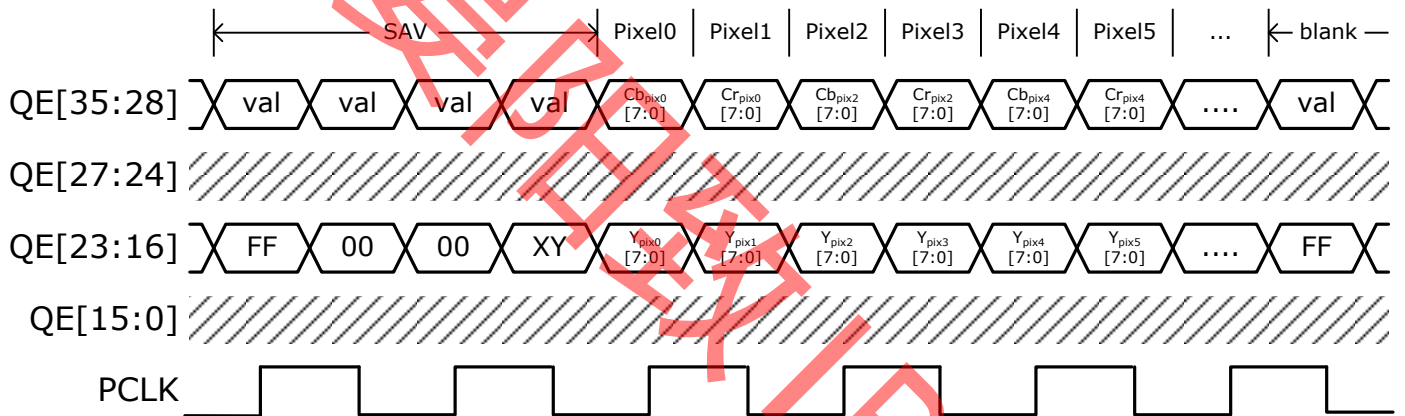 SAV Pixel0 Pixel1 Pixel2 Pixel3 Pixel4 Pixel5 ... blank
QE[35:28] val val val val Cbpix0 [7:0] Crpix0 [7:0] Cbpix2 [7:0] Crpix2 [7:0] Cbpix4 [7:0] Crpix4 [7:0] .... val
QE[27:24]
QE[23:16] FF 00 00 XY Ypix0 [7:0] Ypix1 [7:0] Ypix2 [7:0] Ypix3 [7:0] Ypix4 [7:0] Ypix5 [7:0] .... FF
QE[15:0]
PCLK